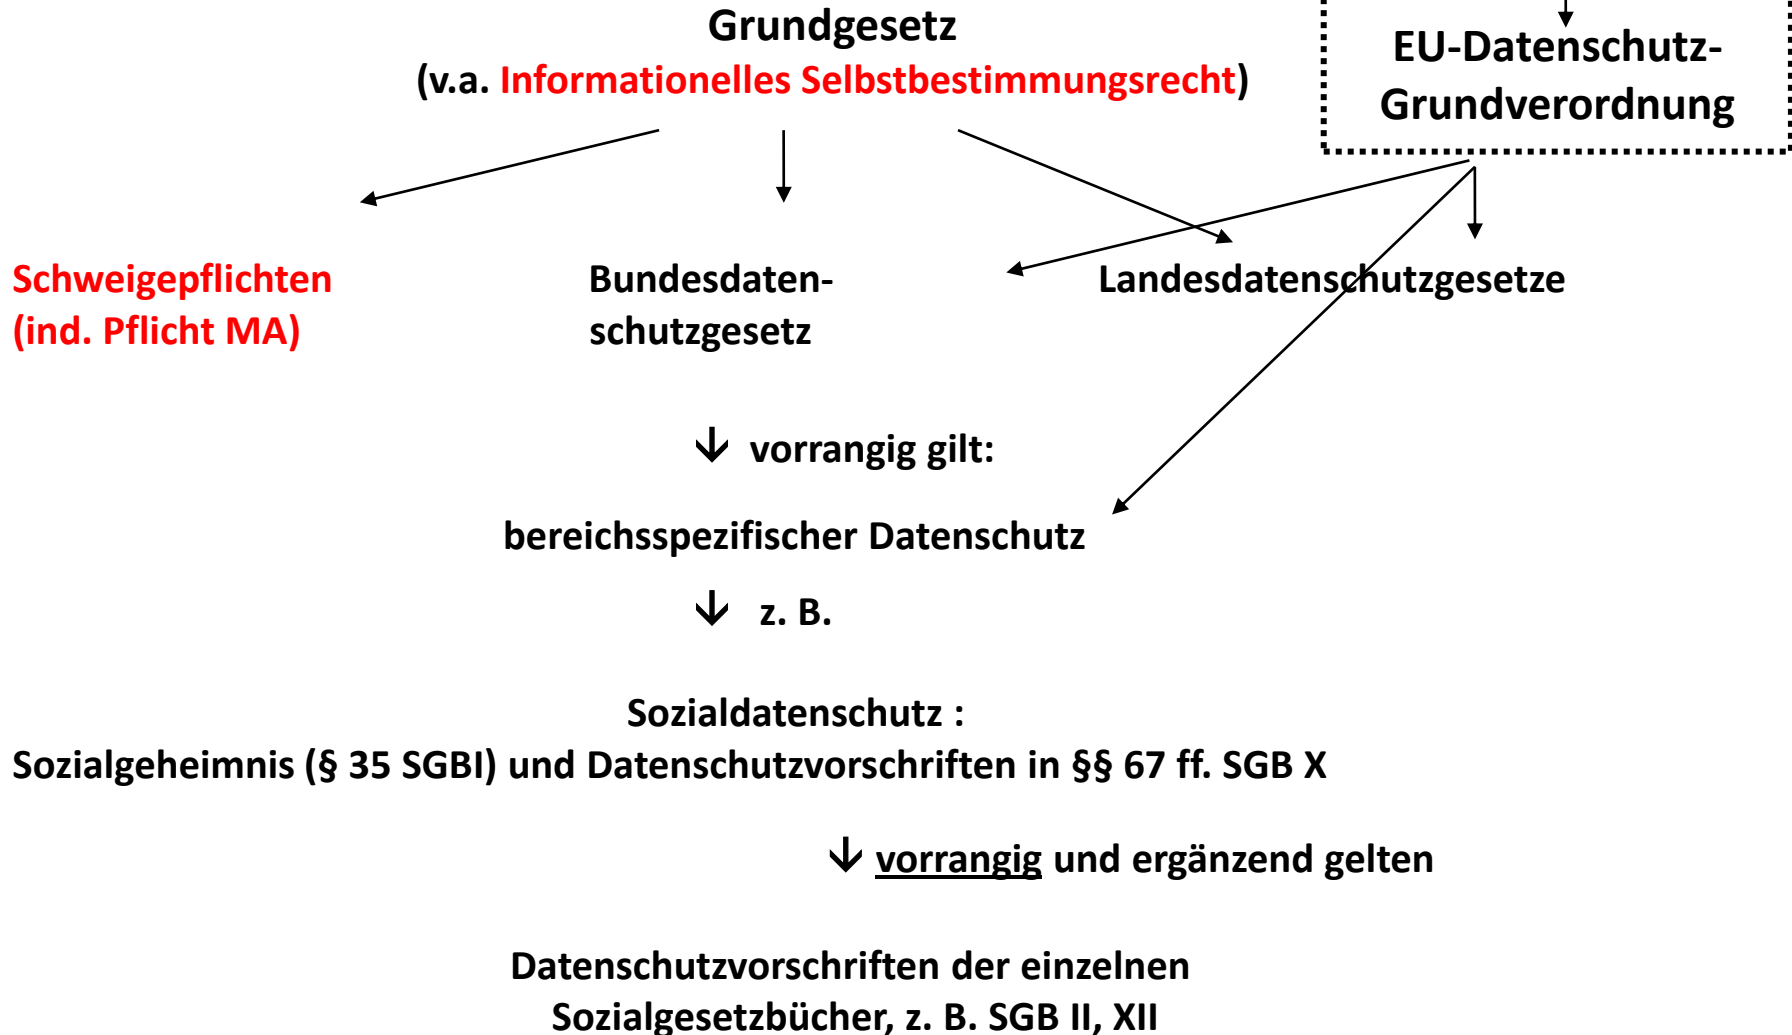 Grundgesetz
(v.a. Informationelles Selbstbestimmungsrecht)
EU-Datenschutz-
Grundverordnung
Schweigepflichten
(ind. Pflicht MA)
Bundesdaten-
schutzgesetz
Landesdatenschutzgesetze
vorrangig gilt:
bereichsspezifischer Datenschutz
z. B.
Sozialdatenschutz :
Sozialgeheimnis (§ 35 SGBI) und Datenschutzvorschriften in §§ 67 ff. SGB X
vorrangig und ergänzend gelten
Datenschutzvorschriften der einzelnen
Sozialgesetzbücher, z. B. SGB II, XII